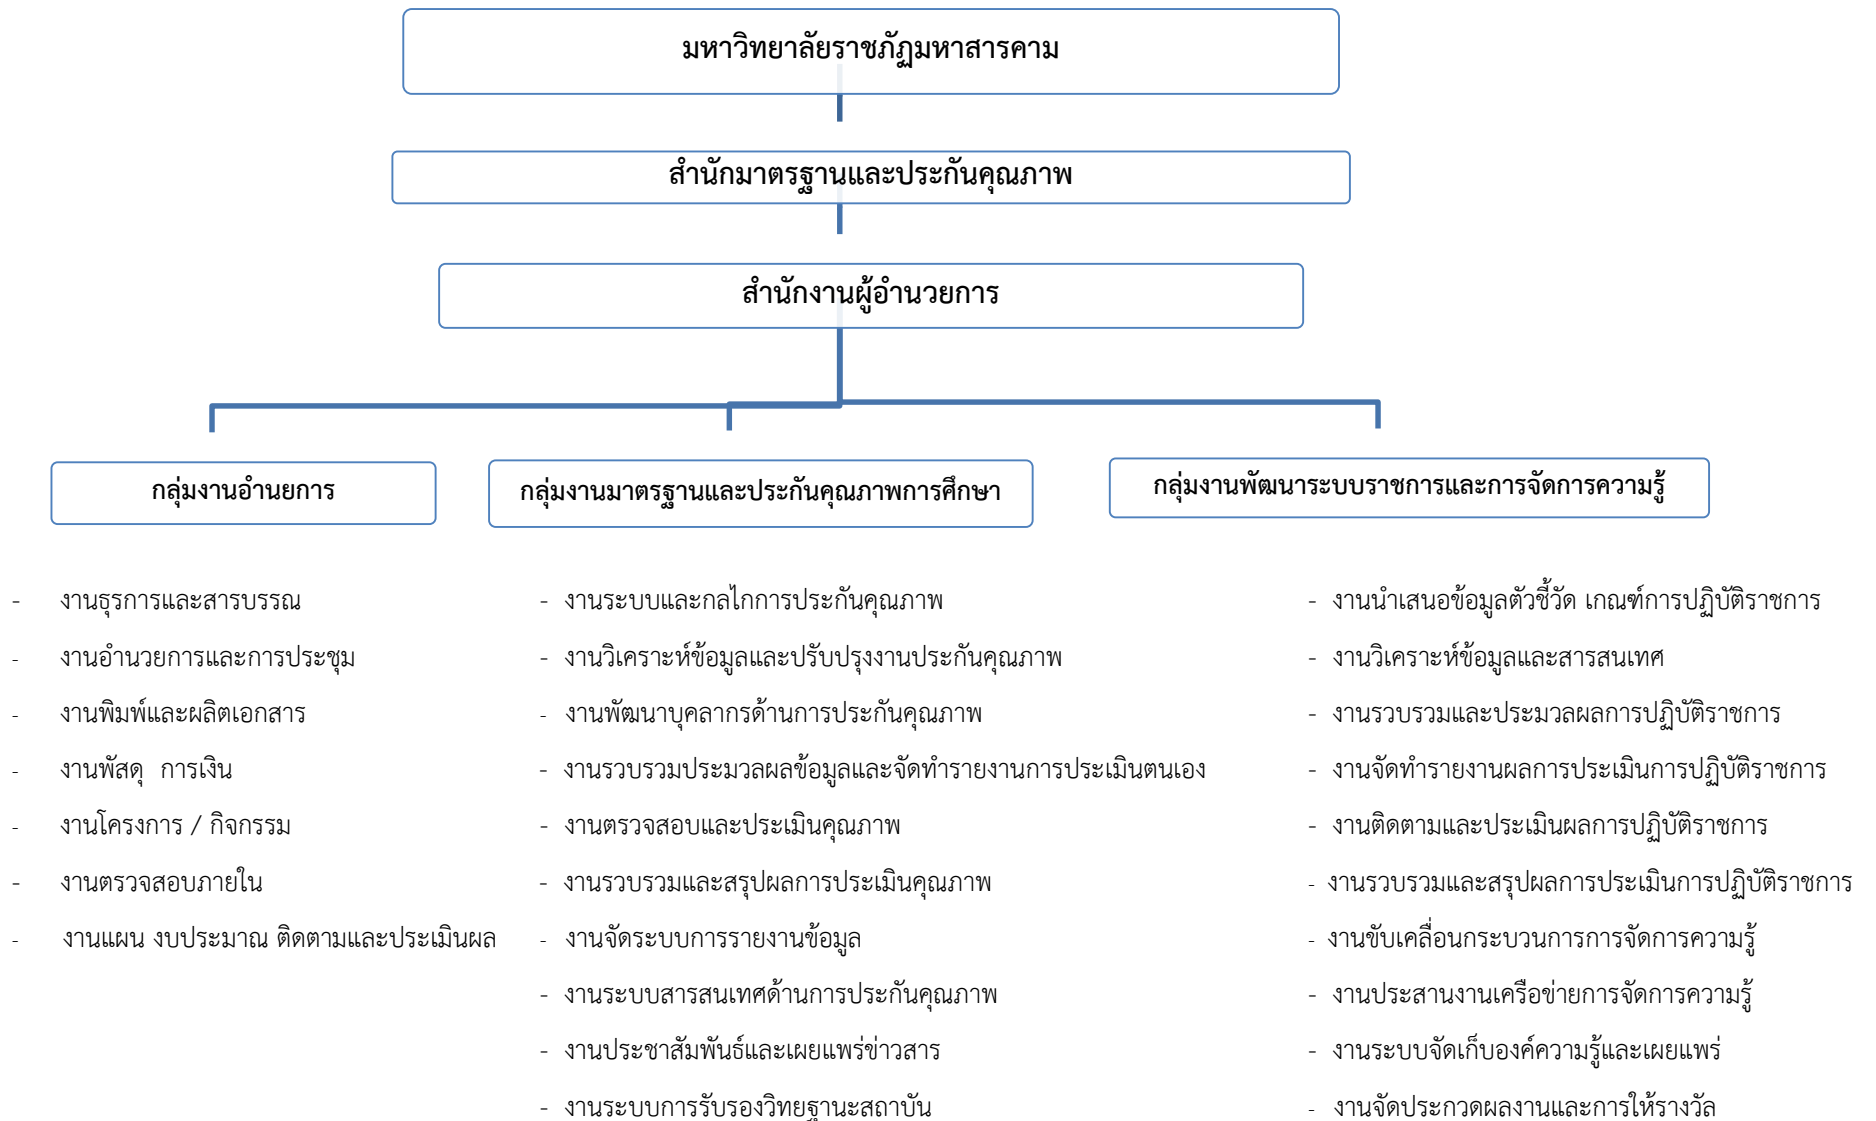 มหาวิทยาลัยราชภัฏมหาสารคาม
สำนักมาตรฐานและประกันคุณภาพ
สำนักงานผู้อำนวยการ
กลุ่มงานอำนยการ
กลุ่มงานมาตรฐานและประกันคุณภาพการศึกษา
กลุ่มงานพัฒนาระบบราชการและการจัดการความรู้
- งานธุรการและสารบรรณ
- งานอำนวยการและการประชุม
- งานพิมพ์และผลิตเอกสาร
- งานพัสดุ การเงิน
- งานโครงการ / กิจกรรม
- งานตรวจสอบภายใน
- งานแผน งบประมาณ ติดตามและประเมินผล
- งานระบบและกลไกการประกันคุณภาพ
- งานวิเคราะห์ข้อมูลและปรับปรุงงานประกันคุณภาพ
- งานพัฒนาบุคลากรด้านการประกันคุณภาพ
- งานรวบรวมประมวลผลข้อมูลและจัดทำรายงานการประเมินตนเอง
- งานตรวจสอบและประเมินคุณภาพ
- งานรวบรวมและสรุปผลการประเมินคุณภาพ
- งานจัดระบบการรายงานข้อมูล
- งานระบบสารสนเทศด้านการประกันคุณภาพ
- งานประชาสัมพันธ์และเผยแพร่ข่าวสาร
- งานระบบการรับรองวิทยฐานะสถาบัน
- งานนำเสนอข้อมูลตัวชี้วัด เกณฑ์การปฏิบัติราชการ
- งานวิเคราะห์ข้อมูลและสารสนเทศ
- งานรวบรวมและประมวลผลการปฏิบัติราชการ
- งานจัดทำรายงานผลการประเมินการปฏิบัติราชการ
- งานติดตามและประเมินผลการปฏิบัติราชการ
- งานรวบรวมและสรุปผลการประเมินการปฏิบัติราชการ
- งานขับเคลื่อนกระบวนการการจัดการความรู้
- งานประสานงานเครือข่ายการจัดการความรู้
- งานระบบจัดเก็บองค์ความรู้และเผยแพร่
- งานจัดประกวดผลงานและการให้รางวัล